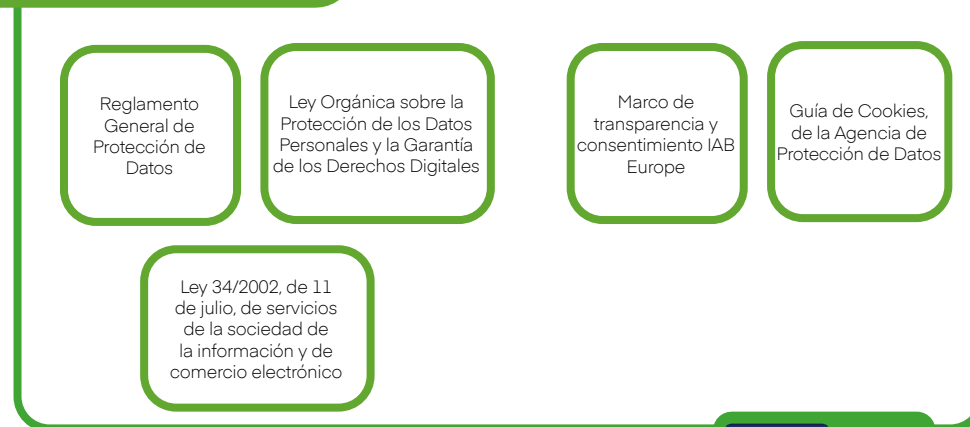 Reglamento
General de
Protección de
Datos
Ley Orgánica sobre la
Protección de los Datos
Personales y la Garantía
de los Derechos Digitales
Marco de
transparencia y
consentimiento IAB
Europe
Guía de Cookies,
de la Agencia de
Protección de Datos
Ley 34/2002, de 11
de julio, de servicios
de la sociedad de
la información y de
comercio electrónico